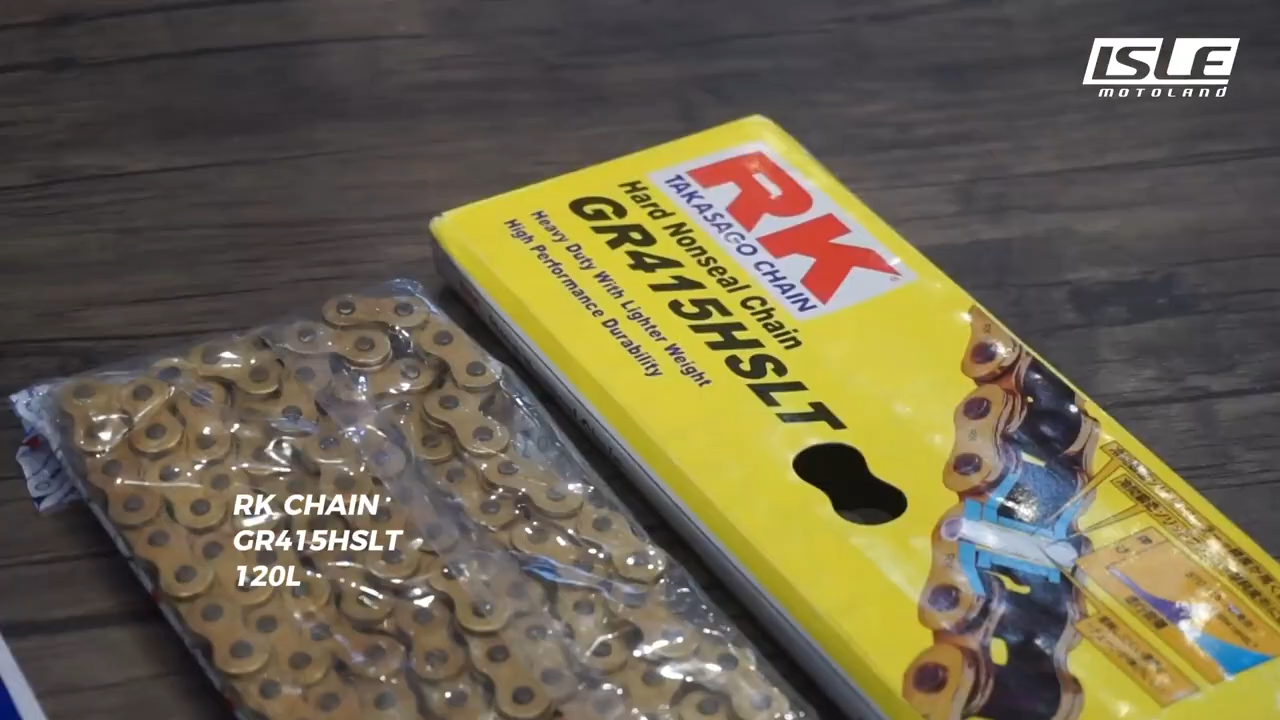 ISLE
MOTOLAND
RK
TAKASAGO CHAIN
Hard Nonseal Chain
GR415HSLT
Heavy Duty With Lighter Weight
High Performance Durability
RK CHAIN
GR415HSLT
120L